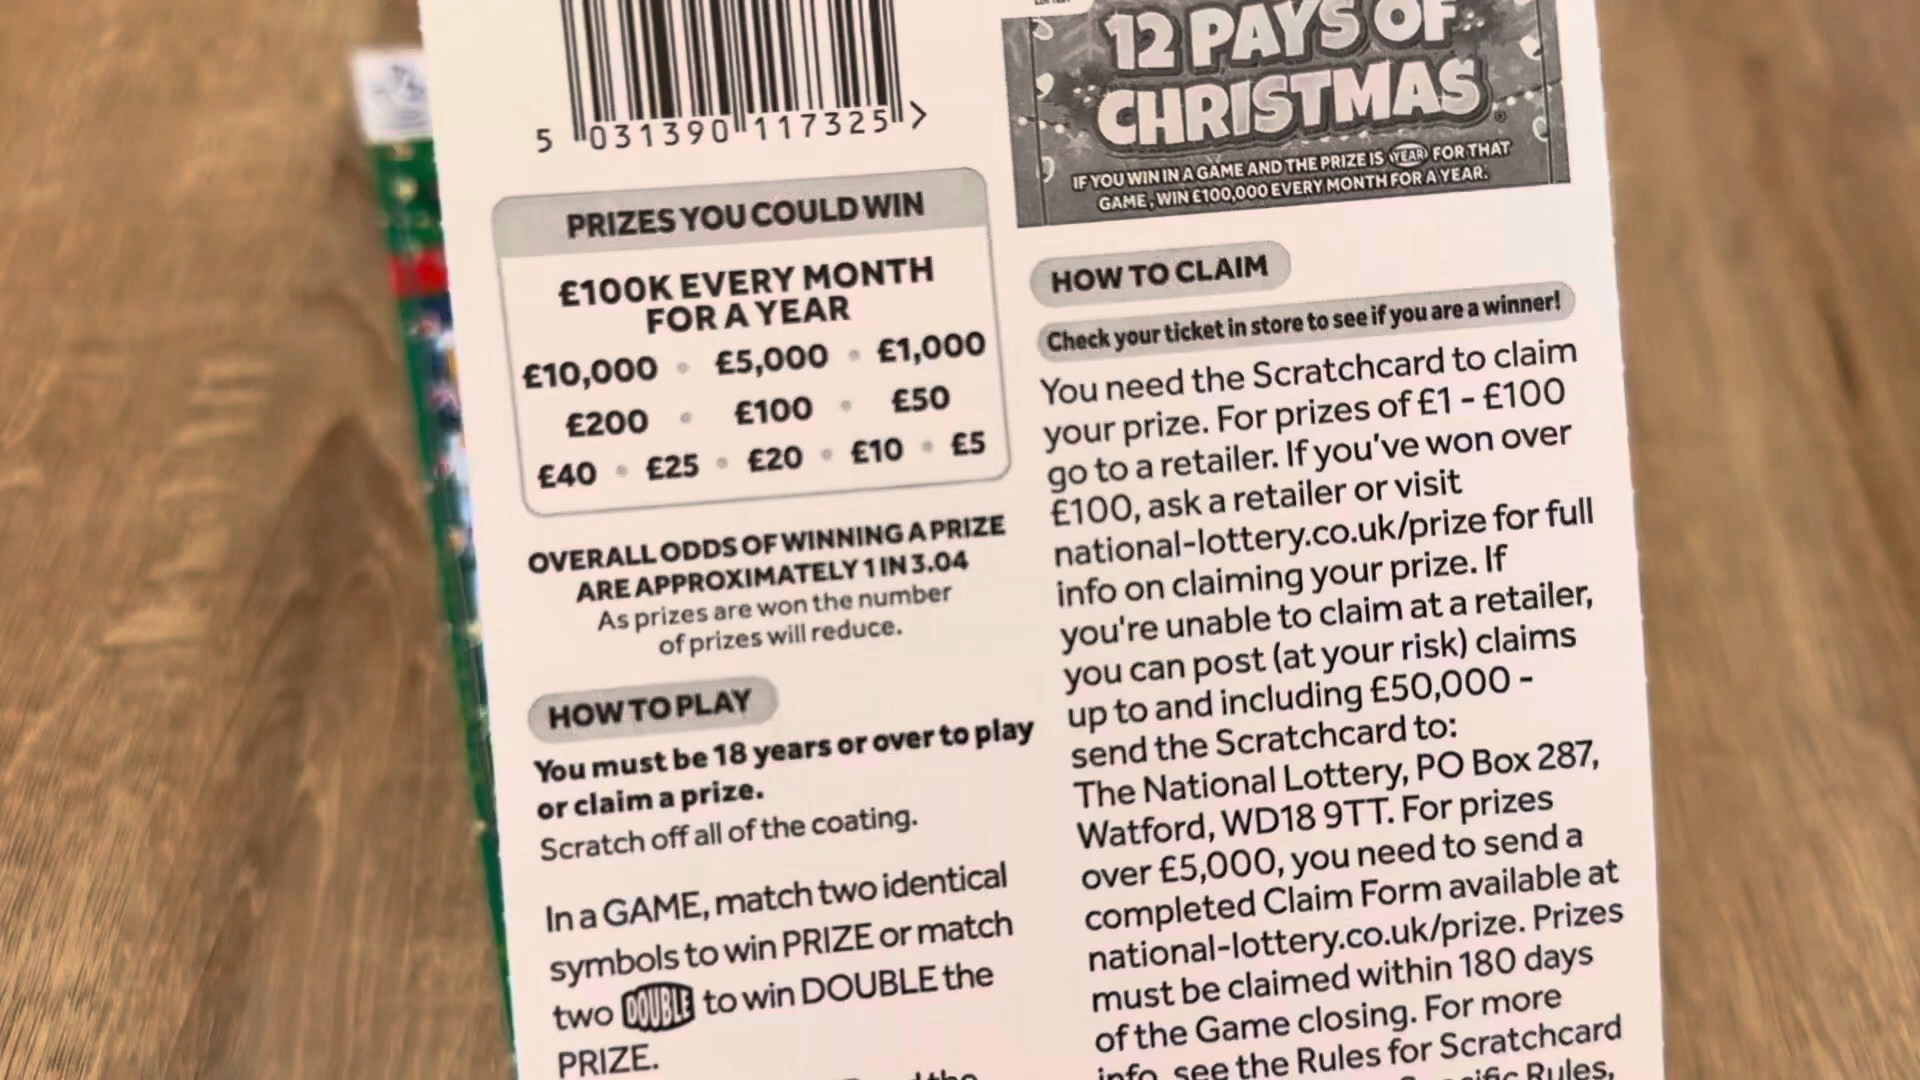 5 031390 117325 >
PRIZES YOU COULD WIN
£100K EVERY MONTH
FOR A YEAR
£10,000 • £5,000 • £1,000
£200 • £100 • £50
£40 • £25 • £20 • £10 • £5
OVERALL ODDS OF WINNING A PRIZE
ARE APPROXIMATELY 1 IN 3.04
As prizes are won the number
of prizes will reduce.
HOW TO PLAY
You must be 18 years or over to play
or claim a prize.
Scratch off all of the coating.
In a GAME, match two identical
symbols to win PRIZE or match
two DOUBLE to win DOUBLE the
PRIZE.
the
12 PAYS OF
CHRISTMAS
IF YOU WIN IN A GAME AND THE PRIZE IS YEAR FOR THAT
GAME, WIN £100,000 EVERY MONTH FOR A YEAR.
HOW TO CLAIM
Check your ticket in store to see if you are a winner!
You need the Scratchcard to claim
your prize. For prizes of £1 - £100
go to a retailer. If you've won over
£100, ask a retailer or visit
national-lottery.co.uk/prize for full
info on claiming your prize. If
you're unable to claim at a retailer,
you can post (at your risk) claims
up to and including £50,000 -
send the Scratchcard to:
The National Lottery, PO Box 287,
Watford, WD18 9TT. For prizes
over £5,000, you need to send a
completed Claim Form available at
national-lottery.co.uk/prize. Prizes
must be claimed within 180 days
of the Game closing. For more
info, see the Rules for Scratchcard
Rules,